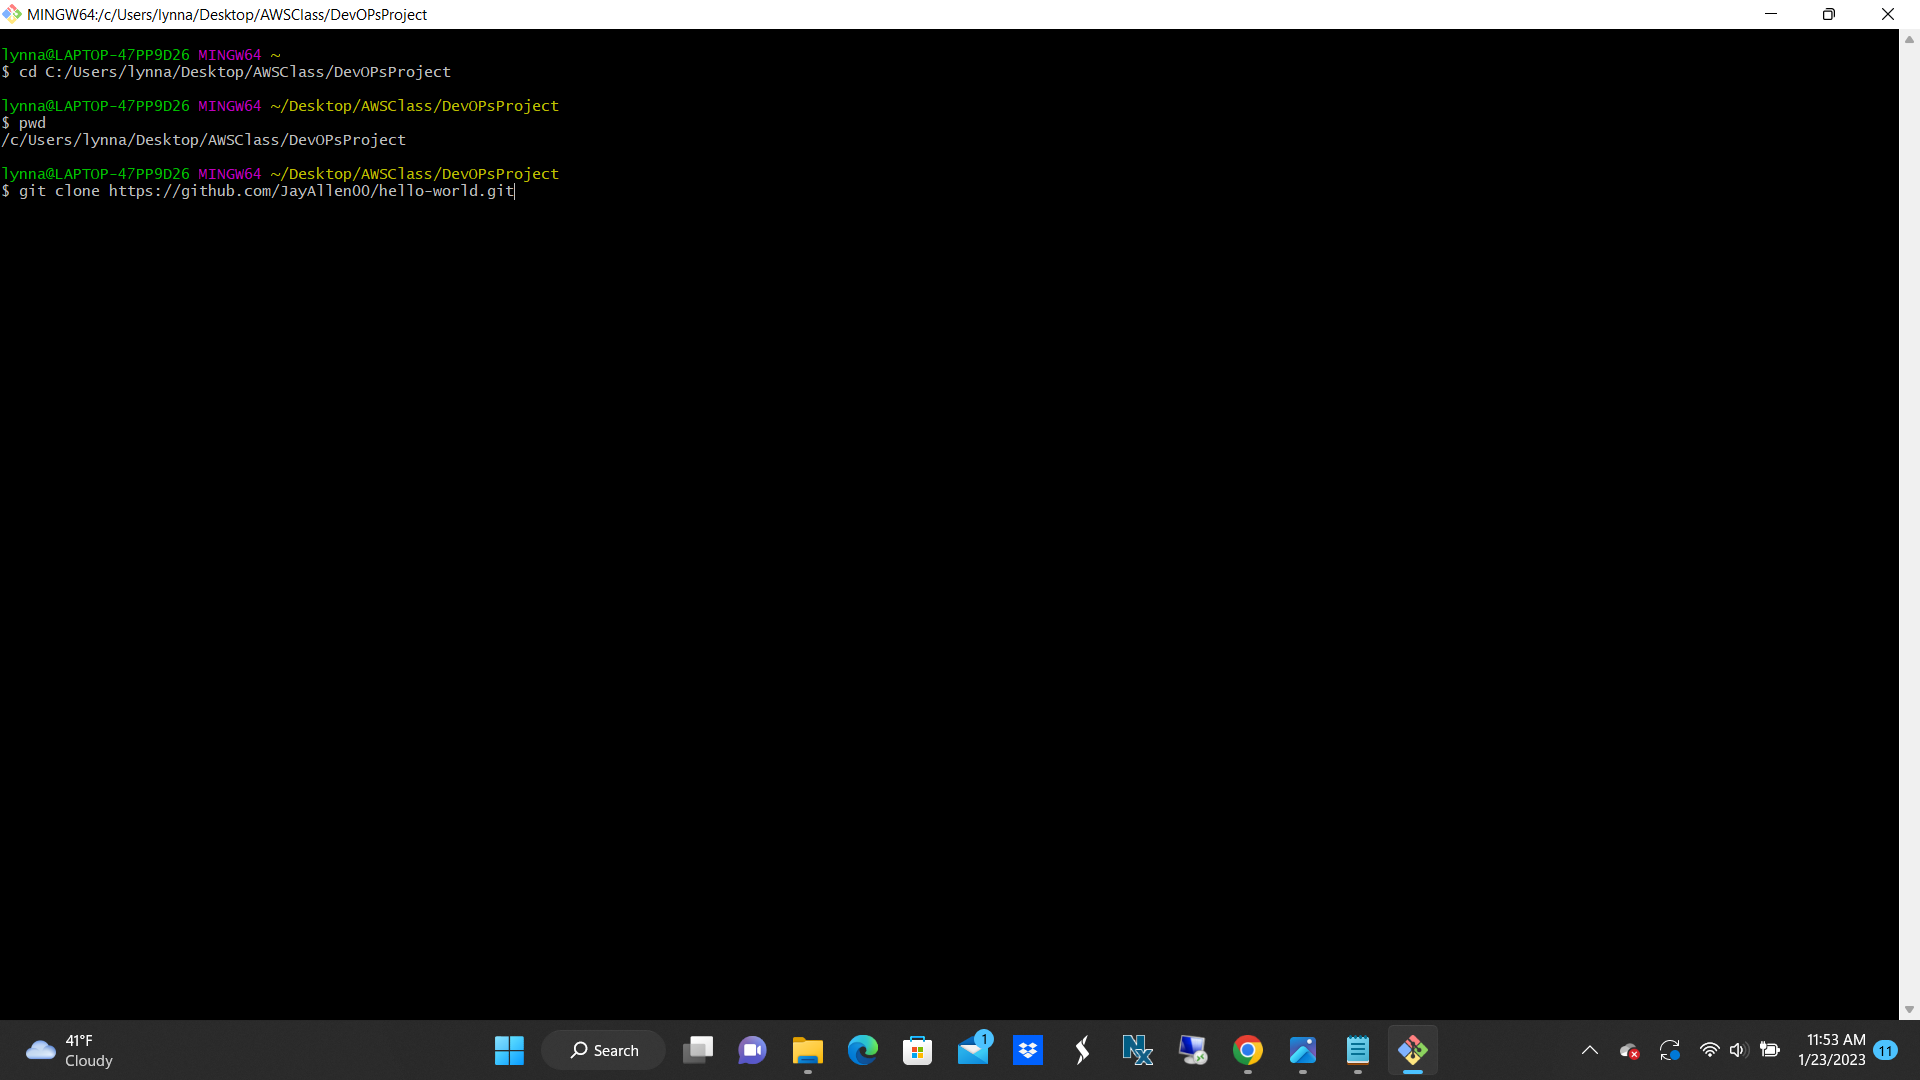 MINGW64:/c/Users/lynna/Desktop/AWSClass/DevOPsProject
lynna@LAPTOP-47PP9D26 MINGW64 ~
$ cd C:/Users/lynna/Desktop/AWSClass/DevOPsProject
lynna@LAPTOP-47PP9D26 MINGW64 ~/Desktop/AWSClass/DevOPsProject
$ pwd
/c/Users/lynna/Desktop/AWSClass/DevOPsProject
lynna@LAPTOP-47PP9D26 MINGW64 ~/Desktop/AWSClass/DevOPsProject
$ git clone https://github.com/JayAllen00/hello-world.git
41°F
Cloudy
Search
1
Nx
11:53 AM
1/23/2023
11